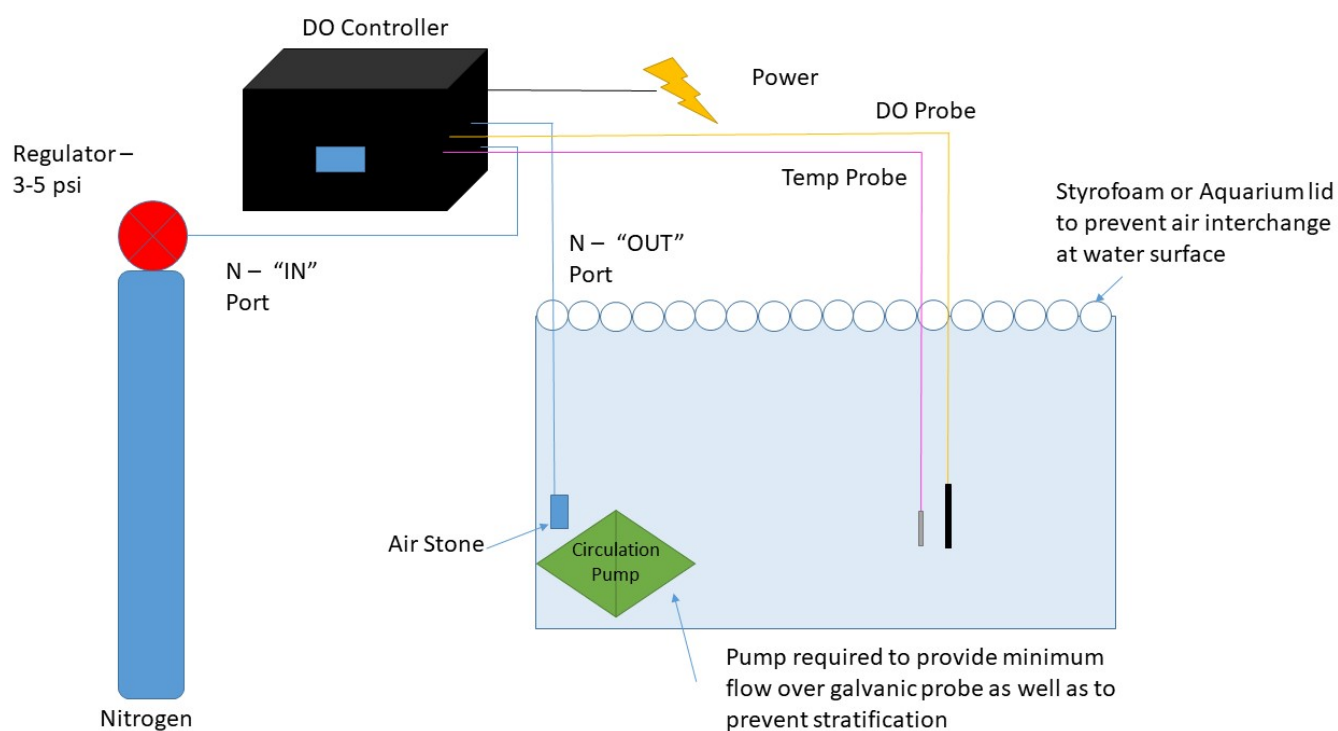 DO Controller
Power
DO Probe
Regulator –
3-5 psi
Temp Probe
Styrofoam or Aquarium lid
to prevent air interchange
at water surface
N – "IN"
Port
N – "OUT"
Port
Air Stone
Circulation
Pump
Pump required to provide minimum
flow over galvanic probe as well as to
prevent stratification
Nitrogen